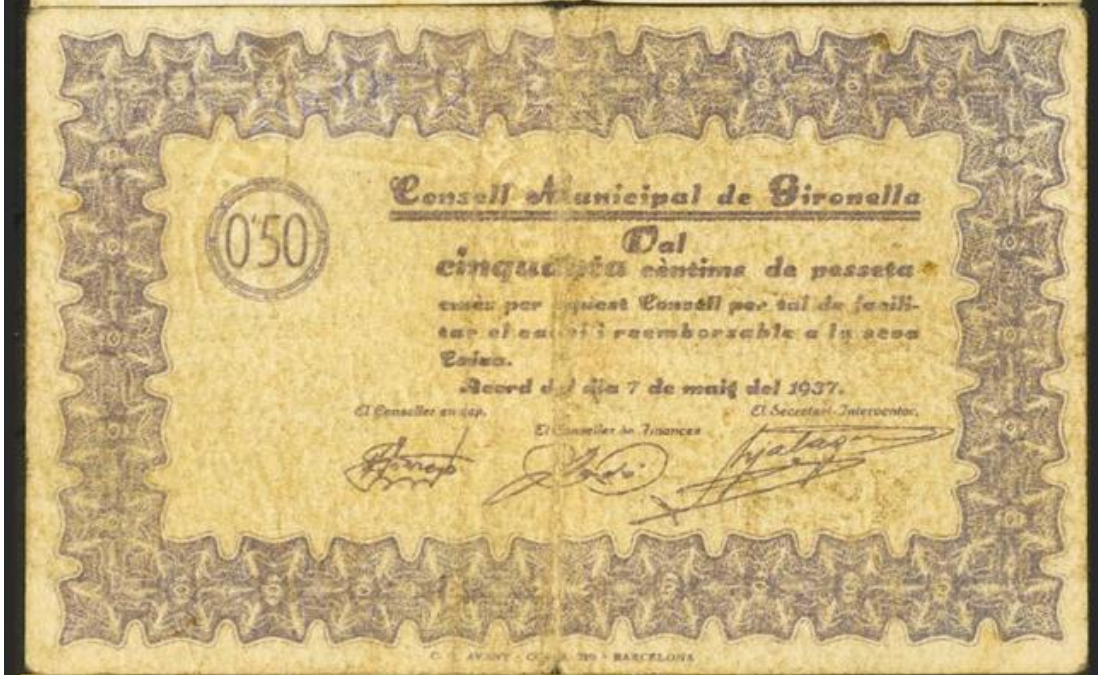 0'50
Consell Municipal de Gironella
Val
cinquanta cèntims de pesseta
emès per aquest Consell per tal de facili-
tar el canvi i reemborsable a la seva
Caixa.
Acord del dia 7 de maig del 1937.
El Conseller en cap.
El Secretari-Interventor.
El Conseller de Finances
AVANT BARCELONA